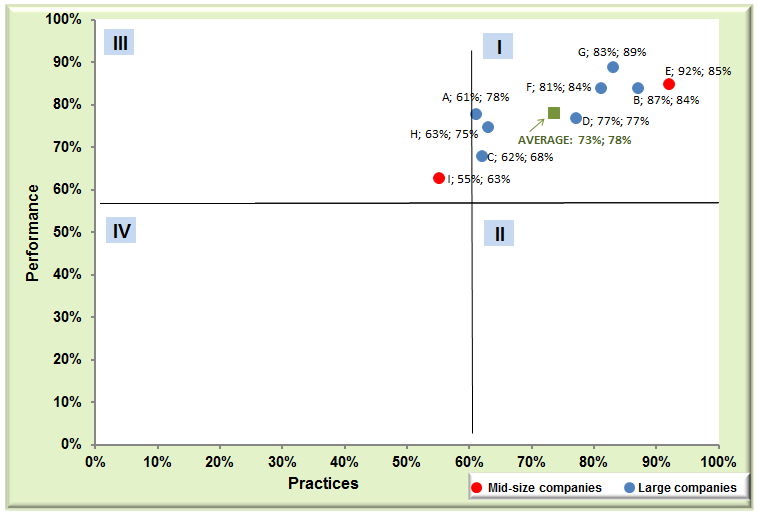 100%
90%
80%
70%
60%
50%
40%
30%
20%
10%
0%
Performance
III
I
IV
II
G; 83%; 89%
E; 92%; 85%
F; 81%; 84%
B; 87%; 84%
A; 61%; 78%
D; 77%; 77%
H; 63%; 75%
AVERAGE: 73%; 78%
C; 62%; 68%
I; 55%; 63%
0% 10% 20% 30% 40% 50% 60% 70% 80% 90% 100%
Practices
Mid-size companies Large companies